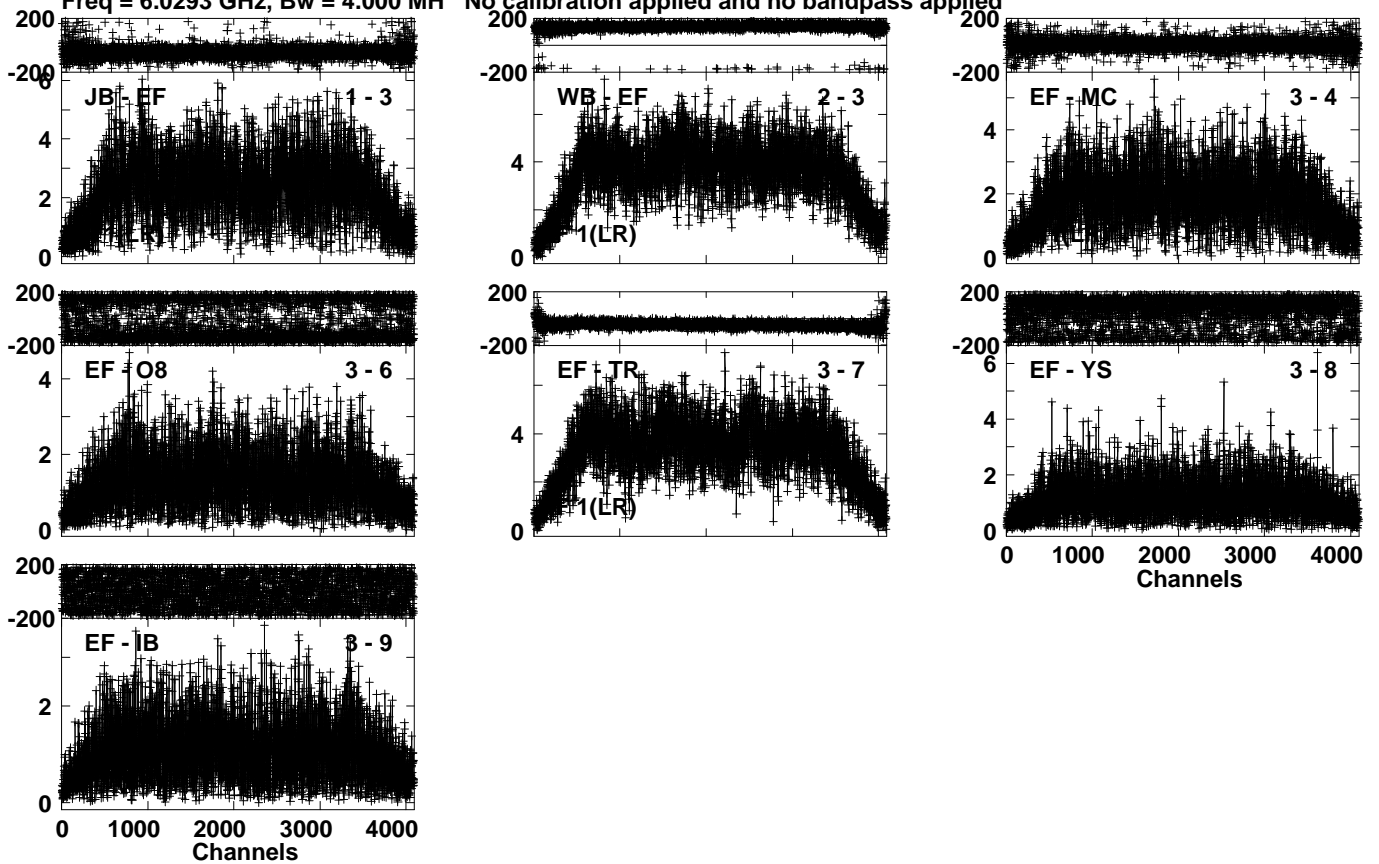 Freq = 6.0293 GHz, Bw = 4.000 MH No calibration applied and no bandpass applied
200
-200
JB - EF 1 - 3
6
4
2
0
200
-200
WB - EF 2 - 3
4
0
1(LR)
200
-200
EF - MC 3 - 4
4
2
0
200
-200
EF - O8 3 - 6
4
2
0
200
-200
EF - TR 3 - 7
4
0
1(LR)
200
-200
EF - YS 3 - 8
6
4
2
0
0 1000 2000 3000 4000
Channels
200
-200
EF - IB 3 - 9
2
0
0 1000 2000 3000 4000
Channels